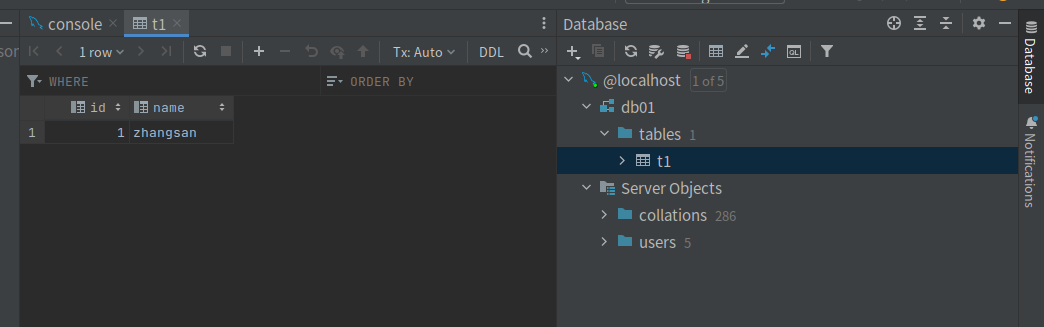 console
t1
1 row
Tx: Auto
DDL
WHERE
ORDER BY
id name
1 1 zhangsan
Database
@localhost 1 of 5
db01
tables 1
t1
Server Objects
collations 286
users 5
Database
Notifications